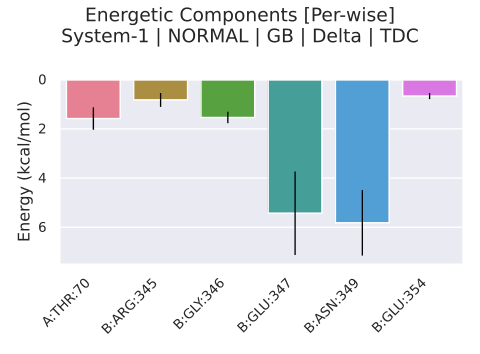 Energetic Components [Per-wise]
System-1 | NORMAL | GB | Delta | TDC
Energy (kcal/mol)
0
2
4
6
A:THR:70
B:ARG:345
B:GLY:346
B:GLU:347
B:ASN:349
B:GLU:354